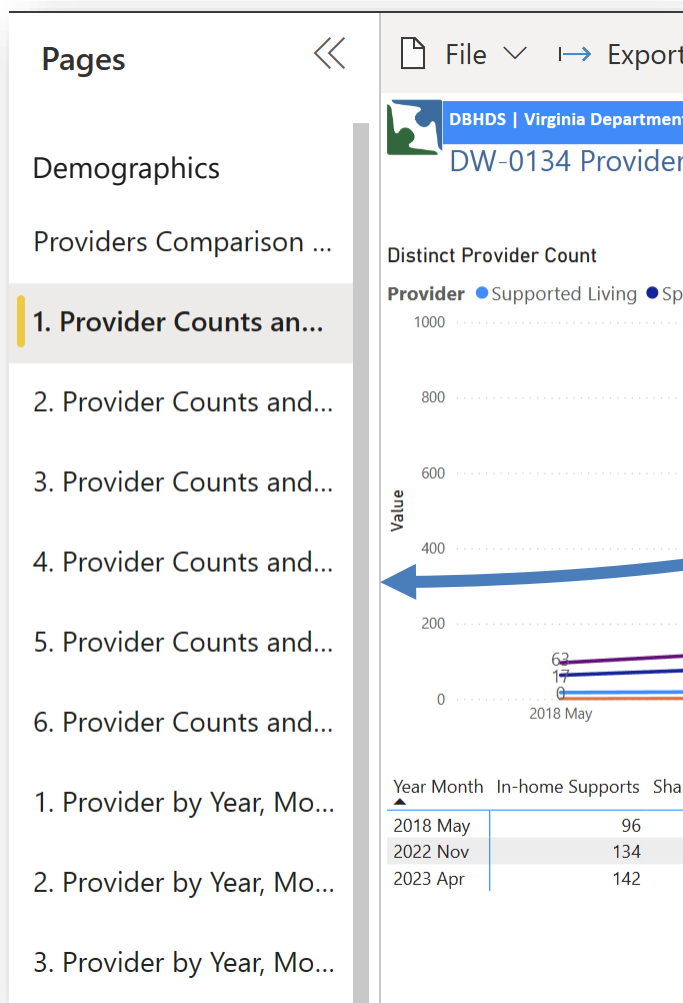 Pages
Demographics
Providers Comparison ...
1. Provider Counts an...
2. Provider Counts and...
3. Provider Counts and...
4. Provider Counts and...
5. Provider Counts and...
6. Provider Counts and...
1. Provider by Year, Mo...
2. Provider by Year, Mo...
3. Provider by Year, Mo...
File Export
DBHDS | Virginia Department
DW-0134 Provider
Distinct Provider Count
Provider Supported Living Sp
1000
800
600
400
200
0
Value
63
17
0
2018 May
Year Month In-home Supports Sha
2018 May 96
2022 Nov 134
2023 Apr 142